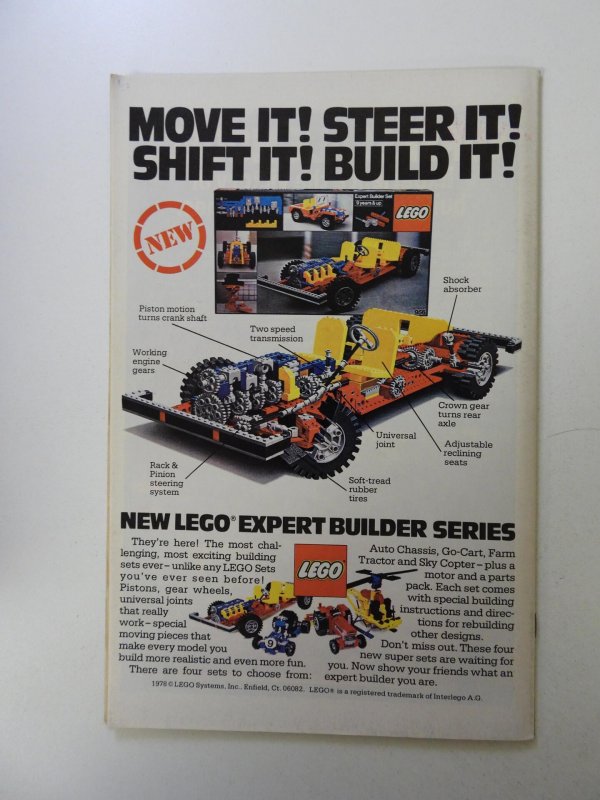 MOVE IT! STEER IT!
SHIFT IT! BUILD IT!
NEW
Expert Builder Set
9 years & up
LEGO
956
Shock
absorber
Piston motion
turns crank shaft
Two speed
transmission
Working
engine
gears
Crown gear
turns rear
axle
Universal
joint
Adjustable
reclining
seats
Rack &
Pinion
steering
system
Soft-tread
rubber
tires
NEW LEGO® EXPERT BUILDER SERIES
They're here! The most chal-
lenging, most exciting building
sets ever – unlike any LEGO Sets
you've ever seen before!
Pistons, gear wheels,
universal joints
that really
work – special
moving pieces that
make every model you
build more realistic and even more fun.
There are four sets to choose from:
LEGO
9
Auto Chassis, Go-Cart, Farm
Tractor and Sky Copter – plus a
motor and a parts
pack. Each set comes
with special building
instructions and direc-
tions for rebuilding
other designs.
Don't miss out. These four
new super sets are waiting for
you. Now show your friends what an
expert builder you are.
1978 © LEGO Systems, Inc., Enfield, Ct. 06082. LEGO® is a registered trademark of Interlego A.G.